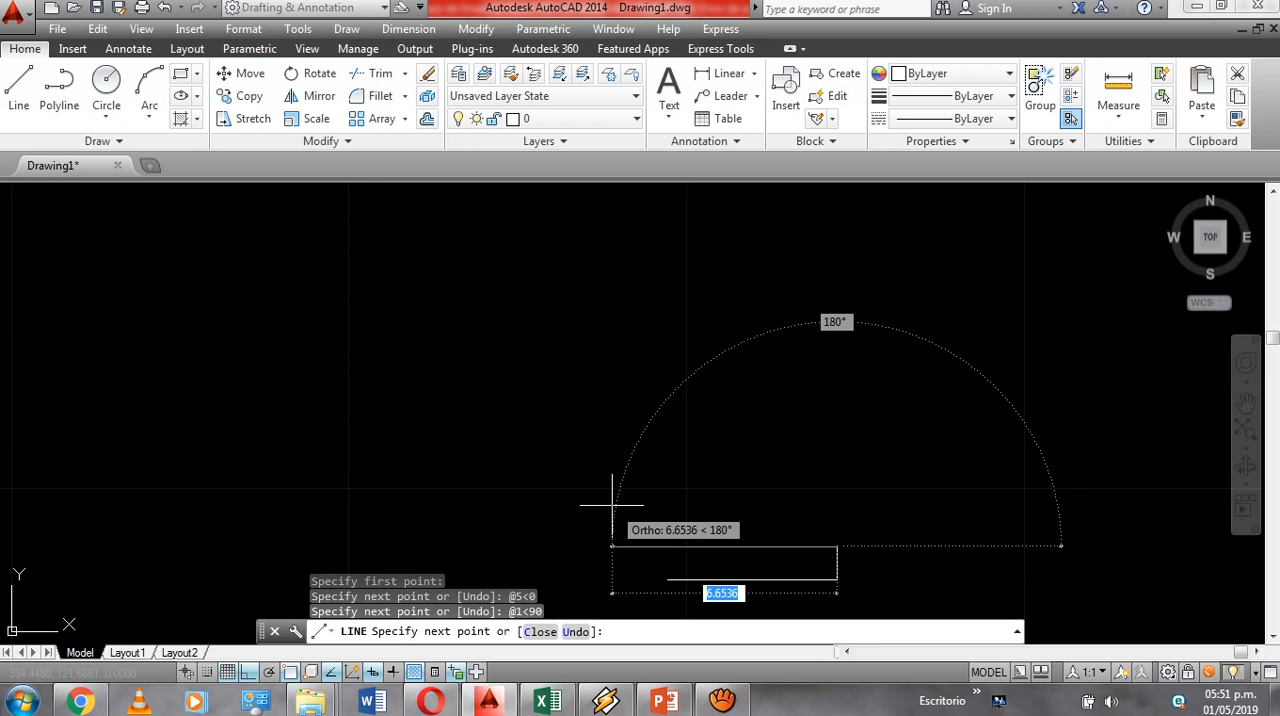 Drafting & Annotation
Autodesk AutoCAD 2014 Drawing1.dwg
Type a keyword or phrase
Sign In
File Edit View Insert Format Tools Draw Dimension Modify Parametric Window Help Express
Home Insert Annotate Layout Parametric View Manage Output Plug-ins Autodesk 360 Featured Apps Express Tools
Line Polyline Circle Arc
Move Rotate Trim
Copy Mirror Fillet
Stretch Scale Array
Unsaved Layer State
0
Text
Linear
Leader
Table
Insert
Create
Edit
ByLayer
ByLayer
ByLayer
Group
Measure
Paste
Draw Modify Layers Annotation Block Properties Groups Utilities Clipboard
Drawing1*
N
W TOP E
S
WCS
180°
Ortho: 6.6536 < 180°
6.6536
Y
X
Specify first point:
Specify next point or [Undo]: @5<0
Specify next point or [Undo]: @1<90
LINE Specify next point or [Close Undo]:
Model Layout1 Layout2
334.4480, 121.6661, 0.0000
MODEL
1:1
Escritorio
05:51 p.m.
01/05/2019